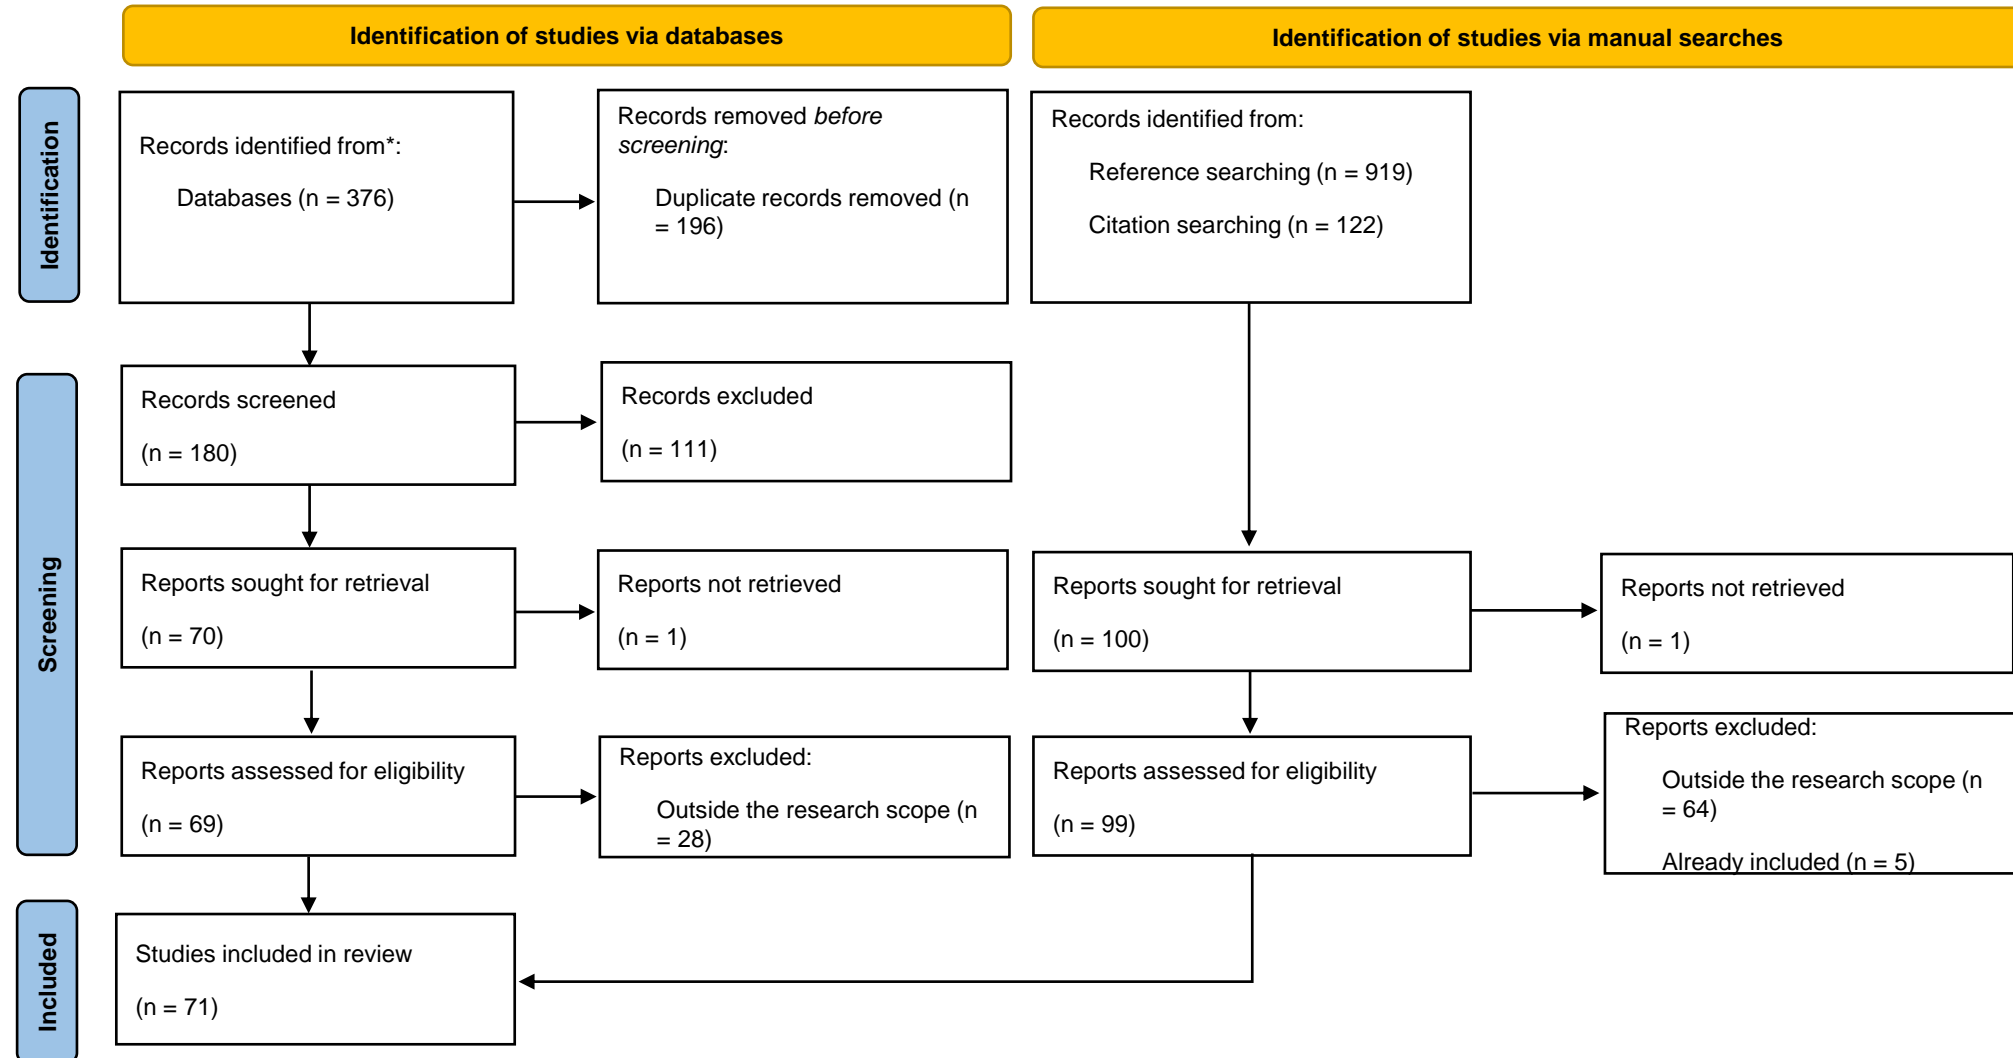 Identification of studies via databases
Identification of studies via manual searches
Identification
Records identified from*:
Databases (n = 376)
Records removed before
screening:
Duplicate records removed (n
= 196)
Records identified from:
Reference searching (n = 919)
Citation searching (n = 122)
Screening
Records screened
(n = 180)
Records excluded
(n = 111)
Reports sought for retrieval
(n = 70)
Reports not retrieved
(n = 1)
Reports sought for retrieval
(n = 100)
Reports not retrieved
(n = 1)
Reports assessed for eligibility
(n = 69)
Reports excluded:
Outside the research scope (n
= 28)
Reports assessed for eligibility
(n = 99)
Reports excluded:
Outside the research scope (n
= 64)
Already included (n = 5)
Included
Studies included in review
(n = 71)